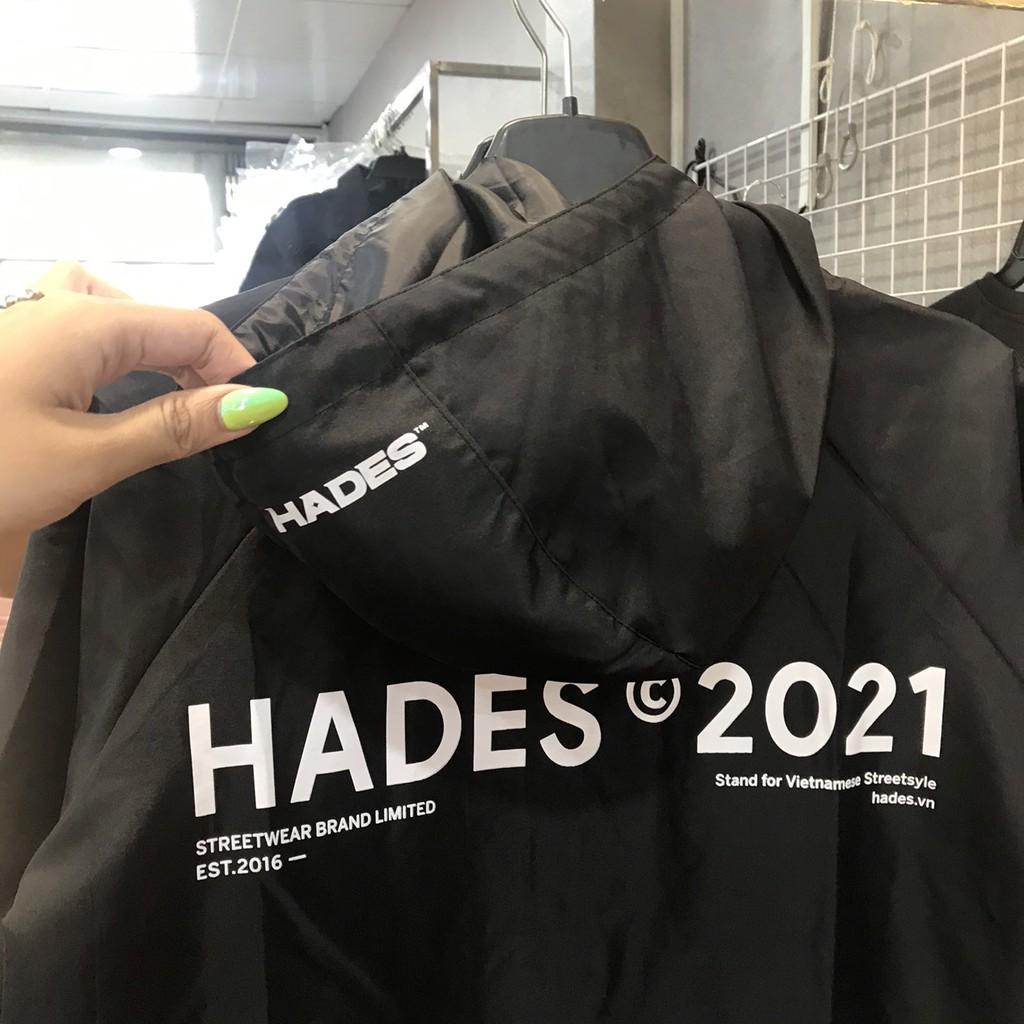 HADES™
HADES © 2021
STREETWEAR BRAND LIMITED
EST.2016 —
Stand for Vietnamese Streetsyle
hades.vn